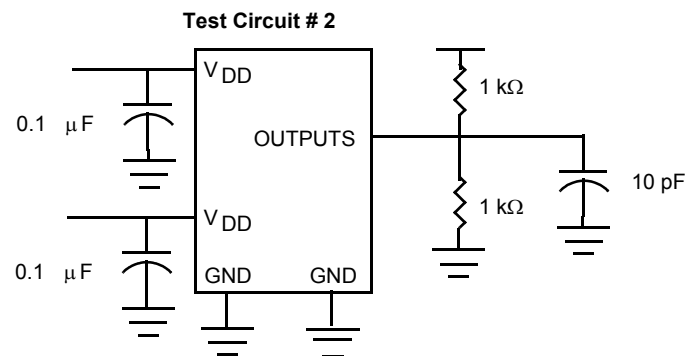 Test Circuit # 2
V DD
1 kΩ
0.1 μF
OUTPUTS
10 pF
1 kΩ
V DD
0.1 μF
GND GND